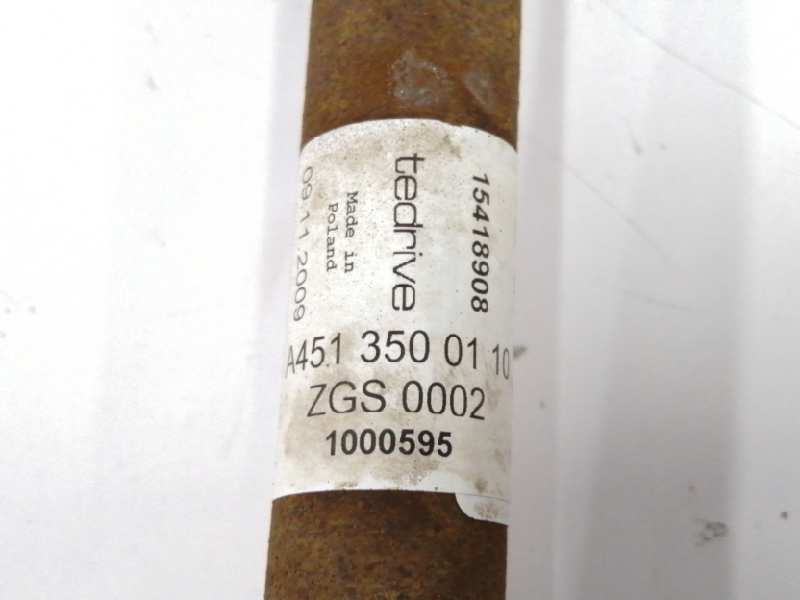 15418908
tedrive
Made in
Poland
09.11.2009
A451 350 01 10
ZGS 0002
1000595